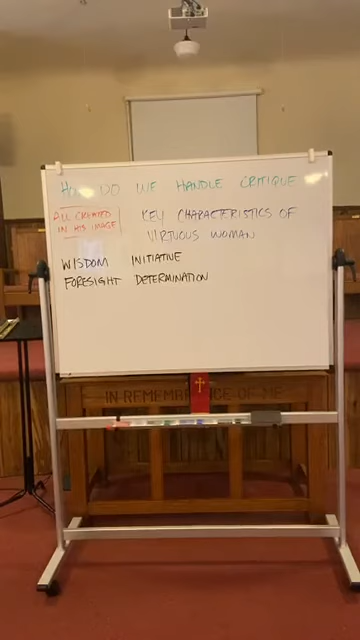 HOW DO WE HANDLE CRITIQUE
ALL CREATED
IN HIS IMAGE
KEY CHARACTERISTICS OF
VIRTUOUS WOMAN
WISDOM INITIATIVE
FORESIGHT DETERMINATION
IN REMEMBRANCE OF ME